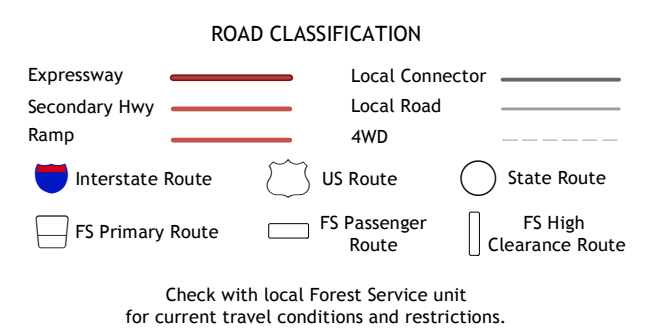 ROAD CLASSIFICATION
Expressway
Local Connector
Secondary Hwy
Local Road
Ramp
4WD
Interstate Route
US Route
State Route
FS Primary Route
FS Passenger
Route
FS High
Clearance Route
Check with local Forest Service unit
for current travel conditions and restrictions.